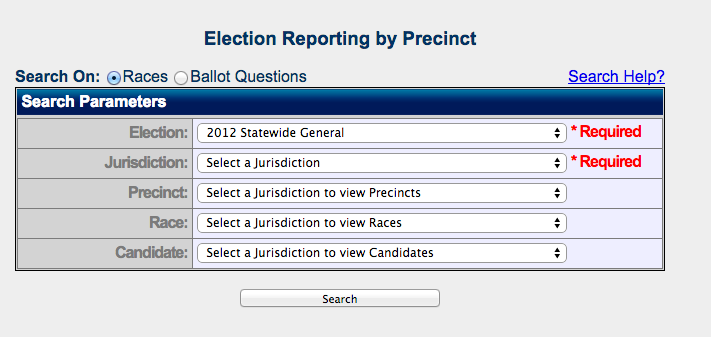 Election Reporting by Precinct
Search On: Races Ballot Questions Search Help?
Search Parameters
Election: 2012 Statewide General * Required
Jurisdiction: Select a Jurisdiction * Required
Precinct: Select a Jurisdiction to view Precincts
Race: Select a Jurisdiction to view Races
Candidate: Select a Jurisdiction to view Candidates
Search